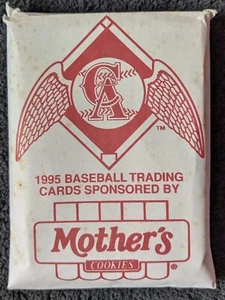 CA
TM
1995 BASEBALL TRADING
CARDS SPONSORED BY
Mother's
COOKIES
®